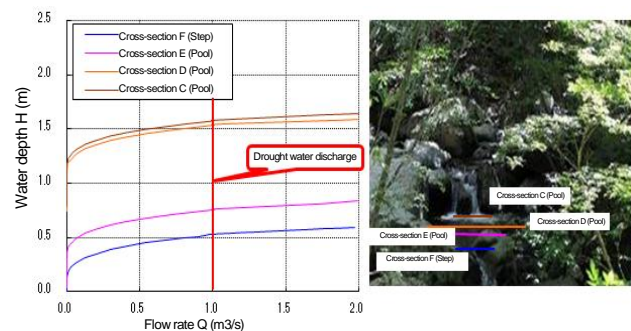 2.5
2.0
1.5
1.0
0.5
0.0
Water depth H (m)
Cross-section F (Step)
Cross-section E (Pool)
Cross-section D (Pool)
Cross-section C (Pool)
Drought water discharge
0.0
0.5
1.0
1.5
2.0
Flow rate Q (m3/s)
Cross-section C (Pool)
Cross-section D (Pool)
Cross-section E (Pool)
Cross-section F (Step)